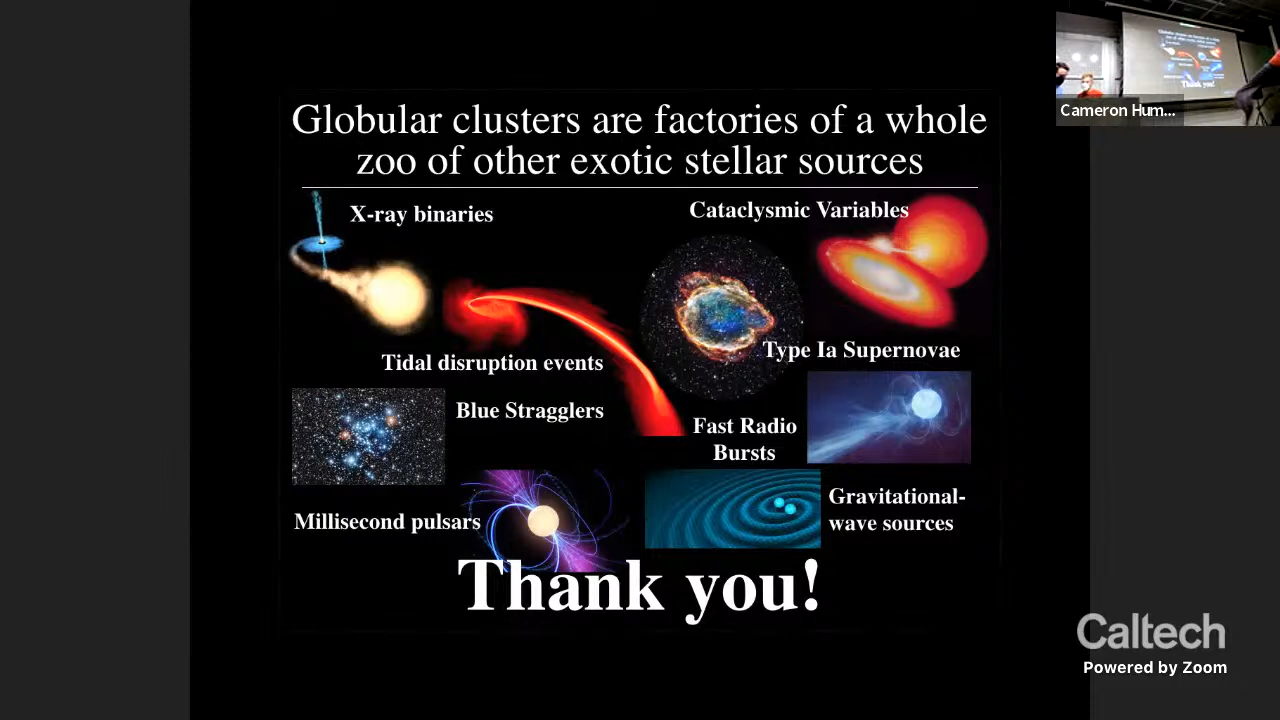 Globular clusters are factories of a whole
zoo of other exotic stellar sources
X-ray binaries
Cataclysmic Variables
Tidal disruption events
Type Ia Supernovae
Blue Stragglers
Fast Radio
Bursts
Millisecond pulsars
Gravitational-
wave sources
Thank you!
Cameron Hum...
Thank you!
Caltech
Powered by Zoom